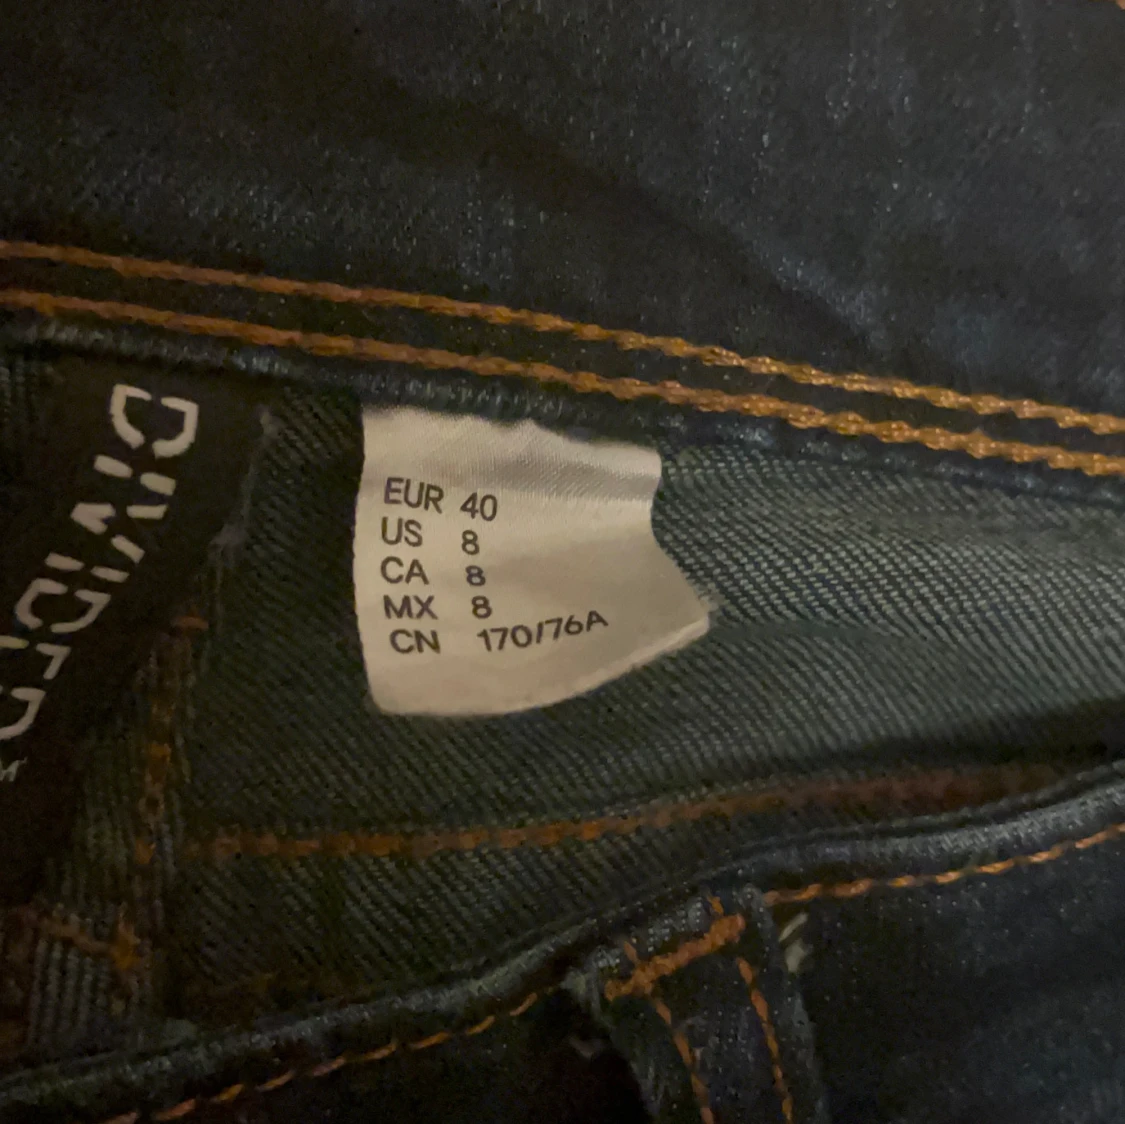 DIVIDED
EUR 40
US 8
CA 8
MX 8
CN 170/76A